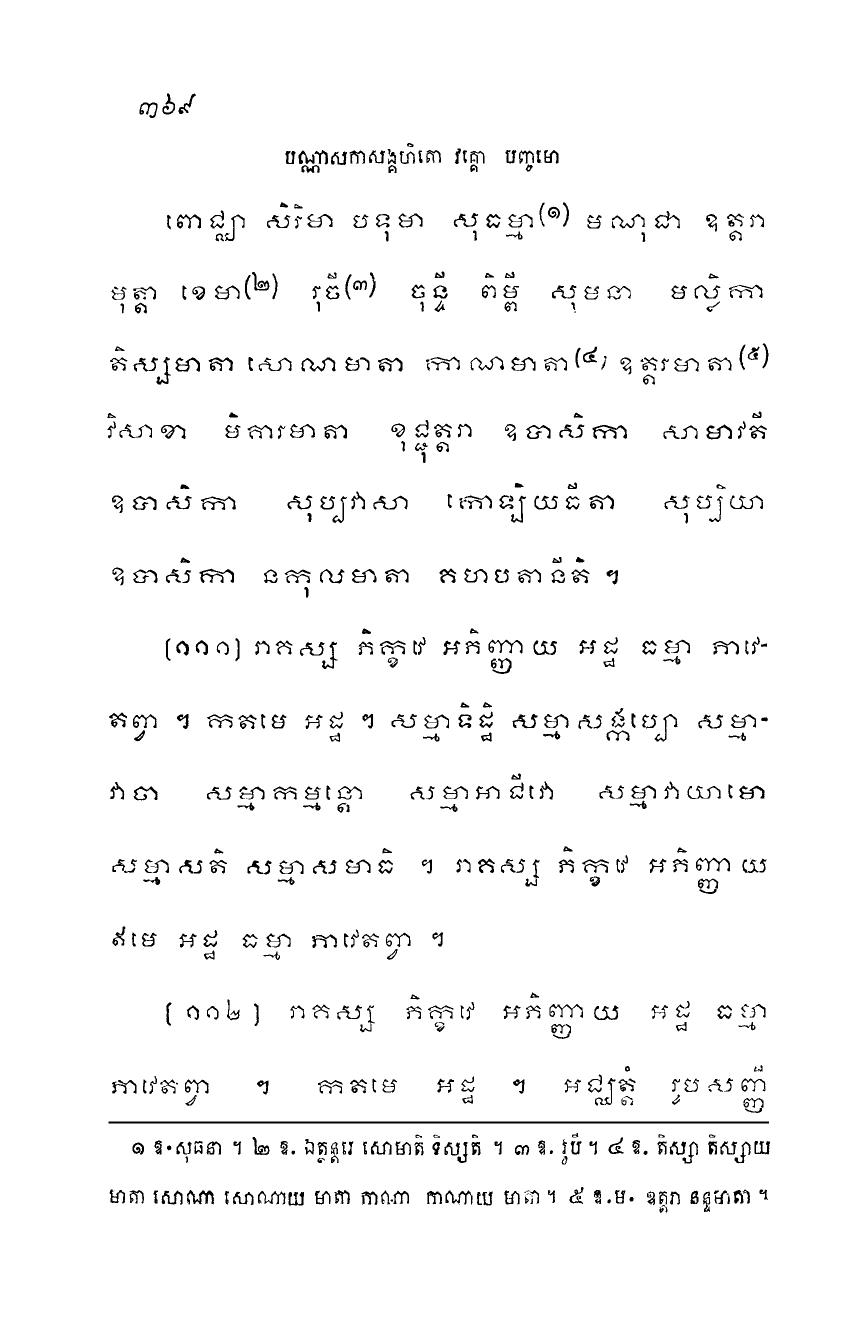 ៣៦៩
បណ្ណាសកាសង្គហិតោ វគ្គោ បញ្ចមោ
ពោជ្ឈា សិរិមា បទុមា សុធម្មា(១) មណុជា ឧត្តរា
មុត្តា ខេមា(២) រុចី(៣) ចុន្ទី ពិម្ពី សុមនា មល្លិកា
តិស្សមាតា សោណមាតា កាណមាតា(៤) ឧត្តរមាតា(៥)
វិសាខា មិគារមាតា ខុជ្ជុត្តរា ឧបាសិកា សាមាវតី
ឧបាសិកា សុប្បវាសា កោឡិយធីតា សុប្បិយា
ឧបាសិកា នកុលមាតា គហបតានីតិ ។
[១១១] រាគស្ស ភិក្ខវេ អភិញ្ញាយ អដ្ឋ ធម្មា ភាវេ-
តព្វា ។ កតមេ អដ្ឋ ។ សម្មាទិដ្ឋិ សម្មាសង្កប្បោ សម្មា-
វាចា សម្មាកម្មន្តោ សម្មាអាជីវោ សម្មាវាយាមោ
សម្មាសតិ សម្មាសមាធិ ។ រាគស្ស ភិក្ខវេ អភិញ្ញាយ
ឥមេ អដ្ឋ ធម្មា ភាវេតព្វា ។
[ ១១២ ] រាគស្ស ភិក្ខវេ អភិញ្ញាយ អដ្ឋ ធម្មា
ភាវេតព្វា ។ កតមេ អដ្ឋ ។ អជ្ឈត្តំ រូបសញ្ញី
១ ឱ.សុធនា ។ ២ ឱ. ឯត្ថន្តរេ សោមាតិ ទិស្សតិ ។ ៣ ឱ. រូបី ។ ៤ ឱ. តិស្សា តិស្សាយ
មាតា សោណា សោណាយ មាតា កាណា កាណាយ មាតា ។ ៥ ឱ.ម. ឧត្តរា នន្ទមាតា ។